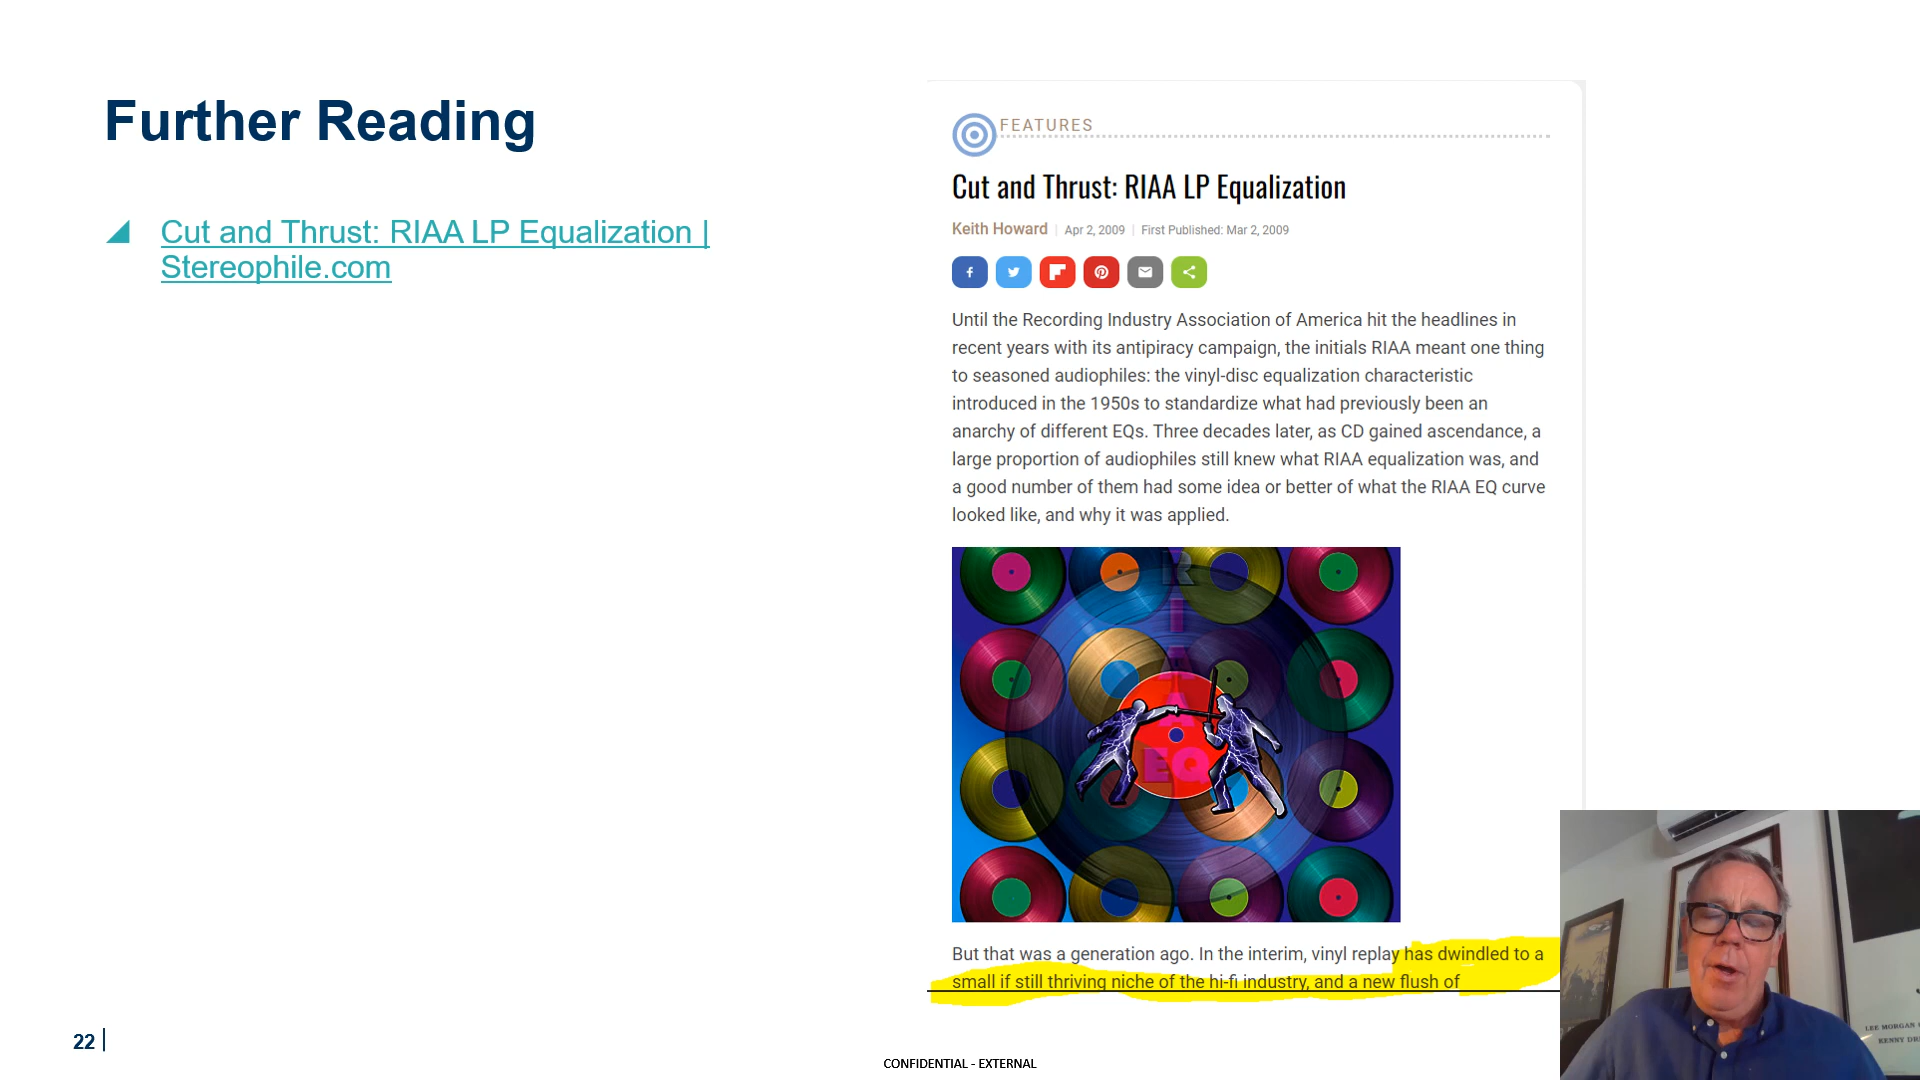 Further Reading
Cut and Thrust: RIAA LP Equalization |
Stereophile.com
FEATURES
Cut and Thrust: RIAA LP Equalization
Keith Howard | Apr 2, 2009 | First Published: Mar 2, 2009
Until the Recording Industry Association of America hit the headlines in
recent years with its antipiracy campaign, the initials RIAA meant one thing
to seasoned audiophiles: the vinyl-disc equalization characteristic
introduced in the 1950s to standardize what had previously been an
anarchy of different EQs. Three decades later, as CD gained ascendance, a
large proportion of audiophiles still knew what RIAA equalization was, and
a good number of them had some idea or better of what the RIAA EQ curve
looked like, and why it was applied.
R
I
A
A
EQ
But that was a generation ago. In the interim, vinyl replay has dwindled to a
small if still thriving niche of the hi-fi industry, and a new flush of
LEE MORGAN
KENNY
22
CONFIDENTIAL - EXTERNAL